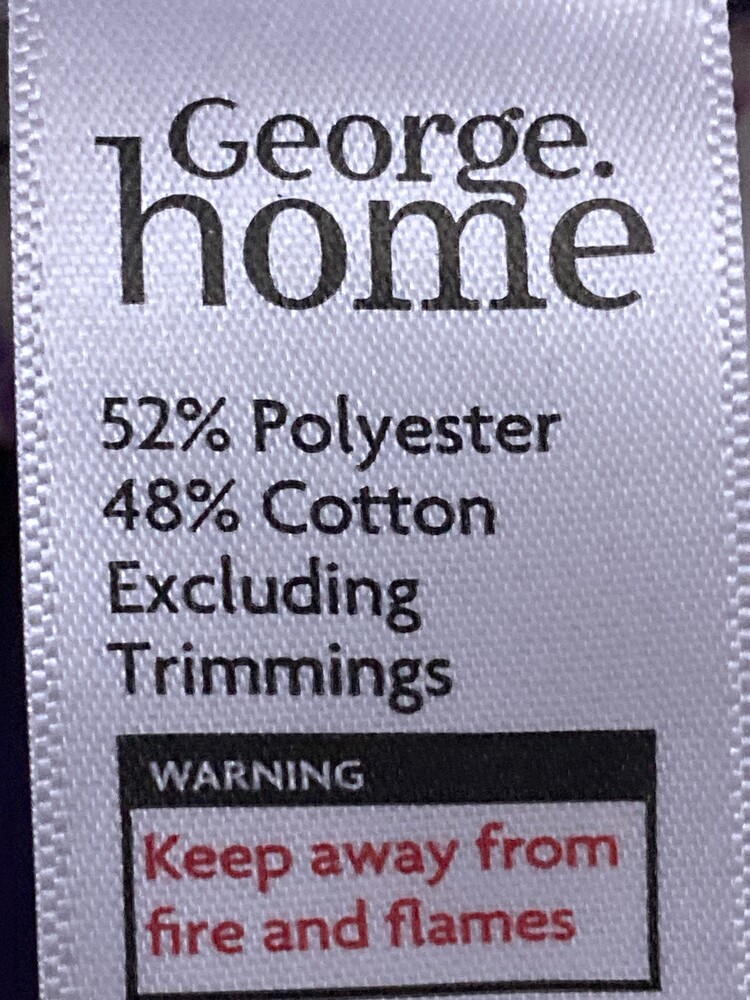 George.
home
52% Polyester
48% Cotton
Excluding
Trimmings
WARNING
Keep away from
fire and flames